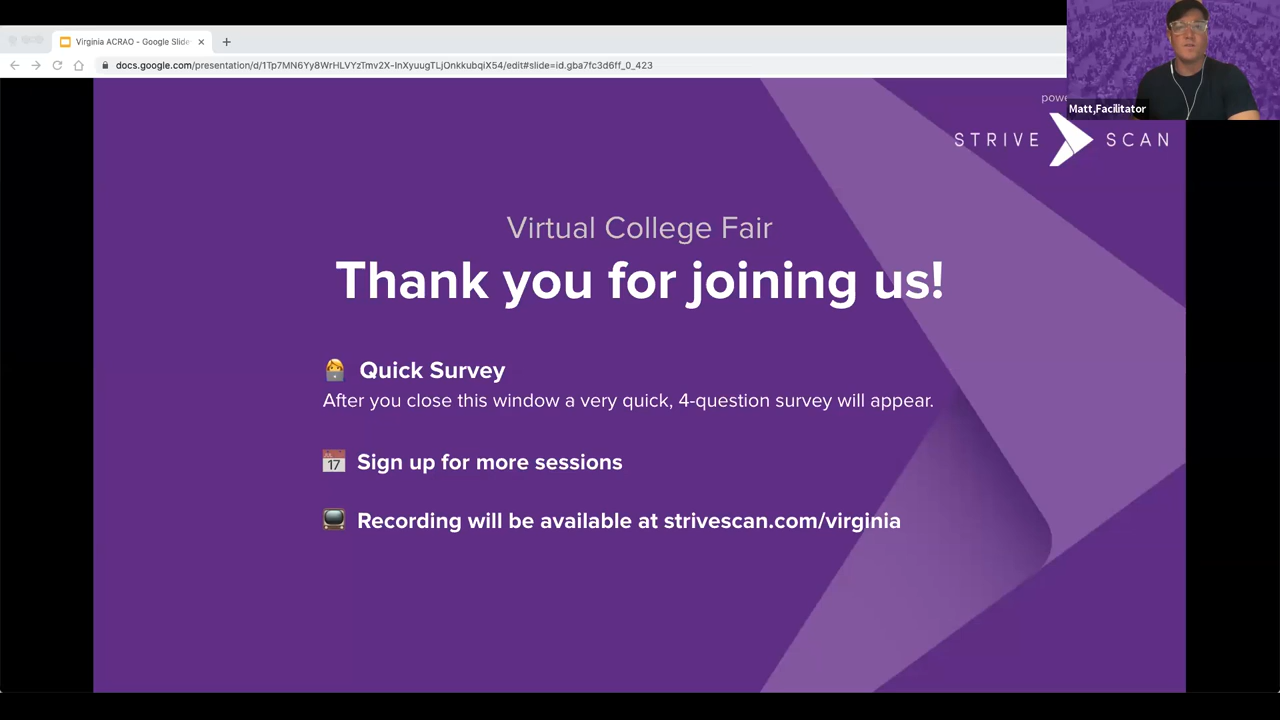 Virginia ACRAO - Google Slide
docs.google.com/presentation/d/1Tp7MN6Yy8WrHLVYzTmv2X-InXyuugTLjOnkkubqiX54/edit#slide=id.gba7fc3d6ff_0_423
Matt,Facilitator
STRIVE SCAN
Virtual College Fair
Thank you for joining us!
Quick Survey
After you close this window a very quick, 4-question survey will appear.
17 Sign up for more sessions
Recording will be available at strivescan.com/virginia